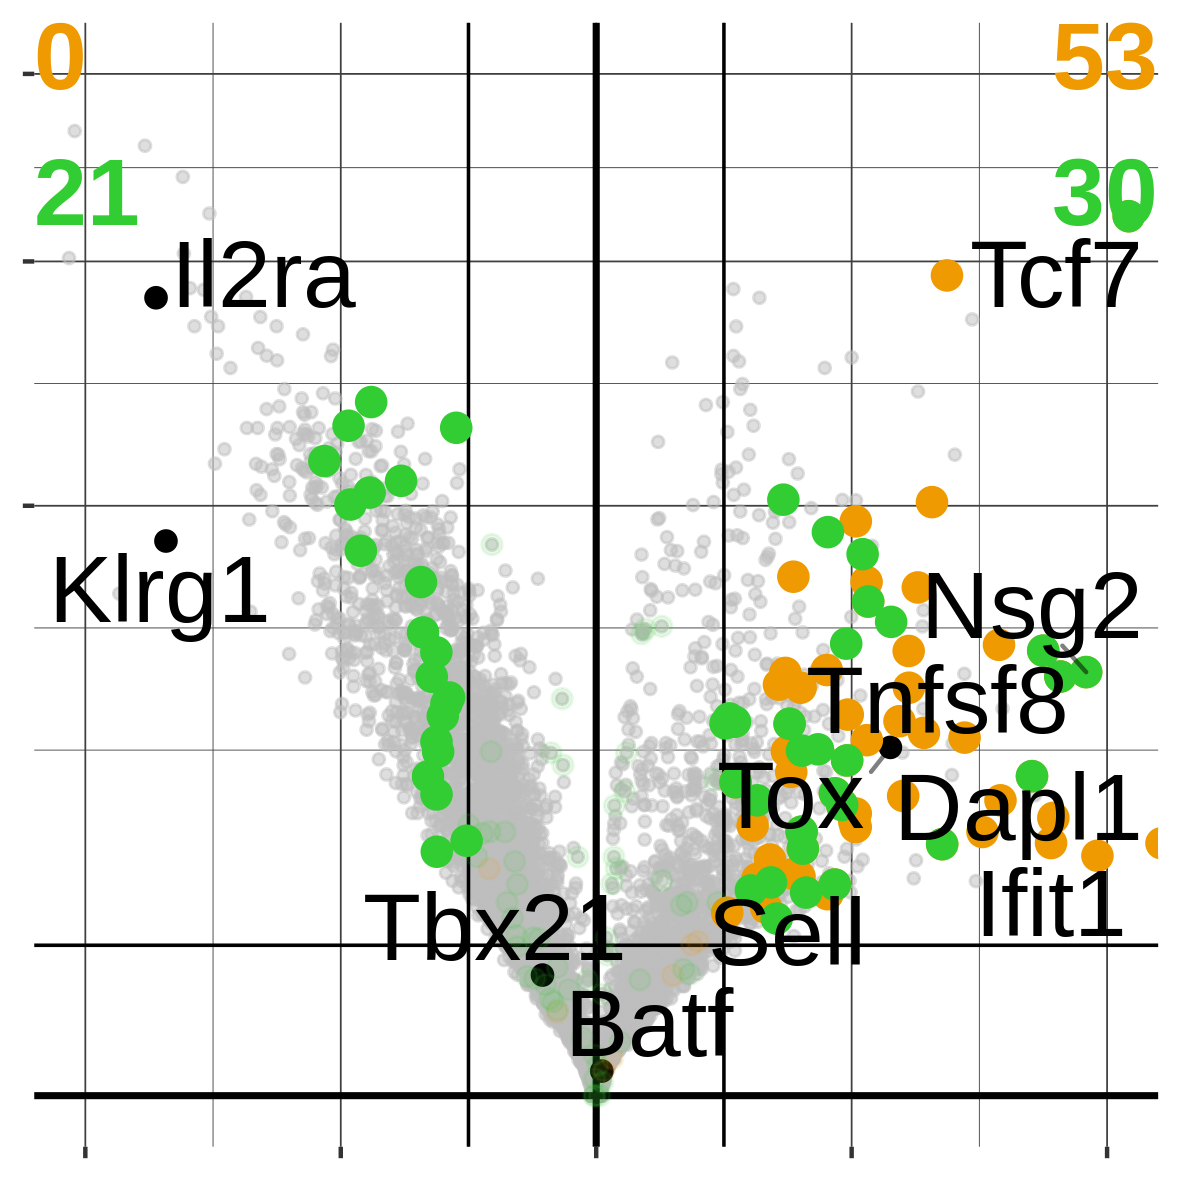 0 53
21 30
Il2ra Tcf7
Klrg1 Nsg2
Tnfsf8
Tox Dapl1
Tbx21 Sell Ifit1
Batf